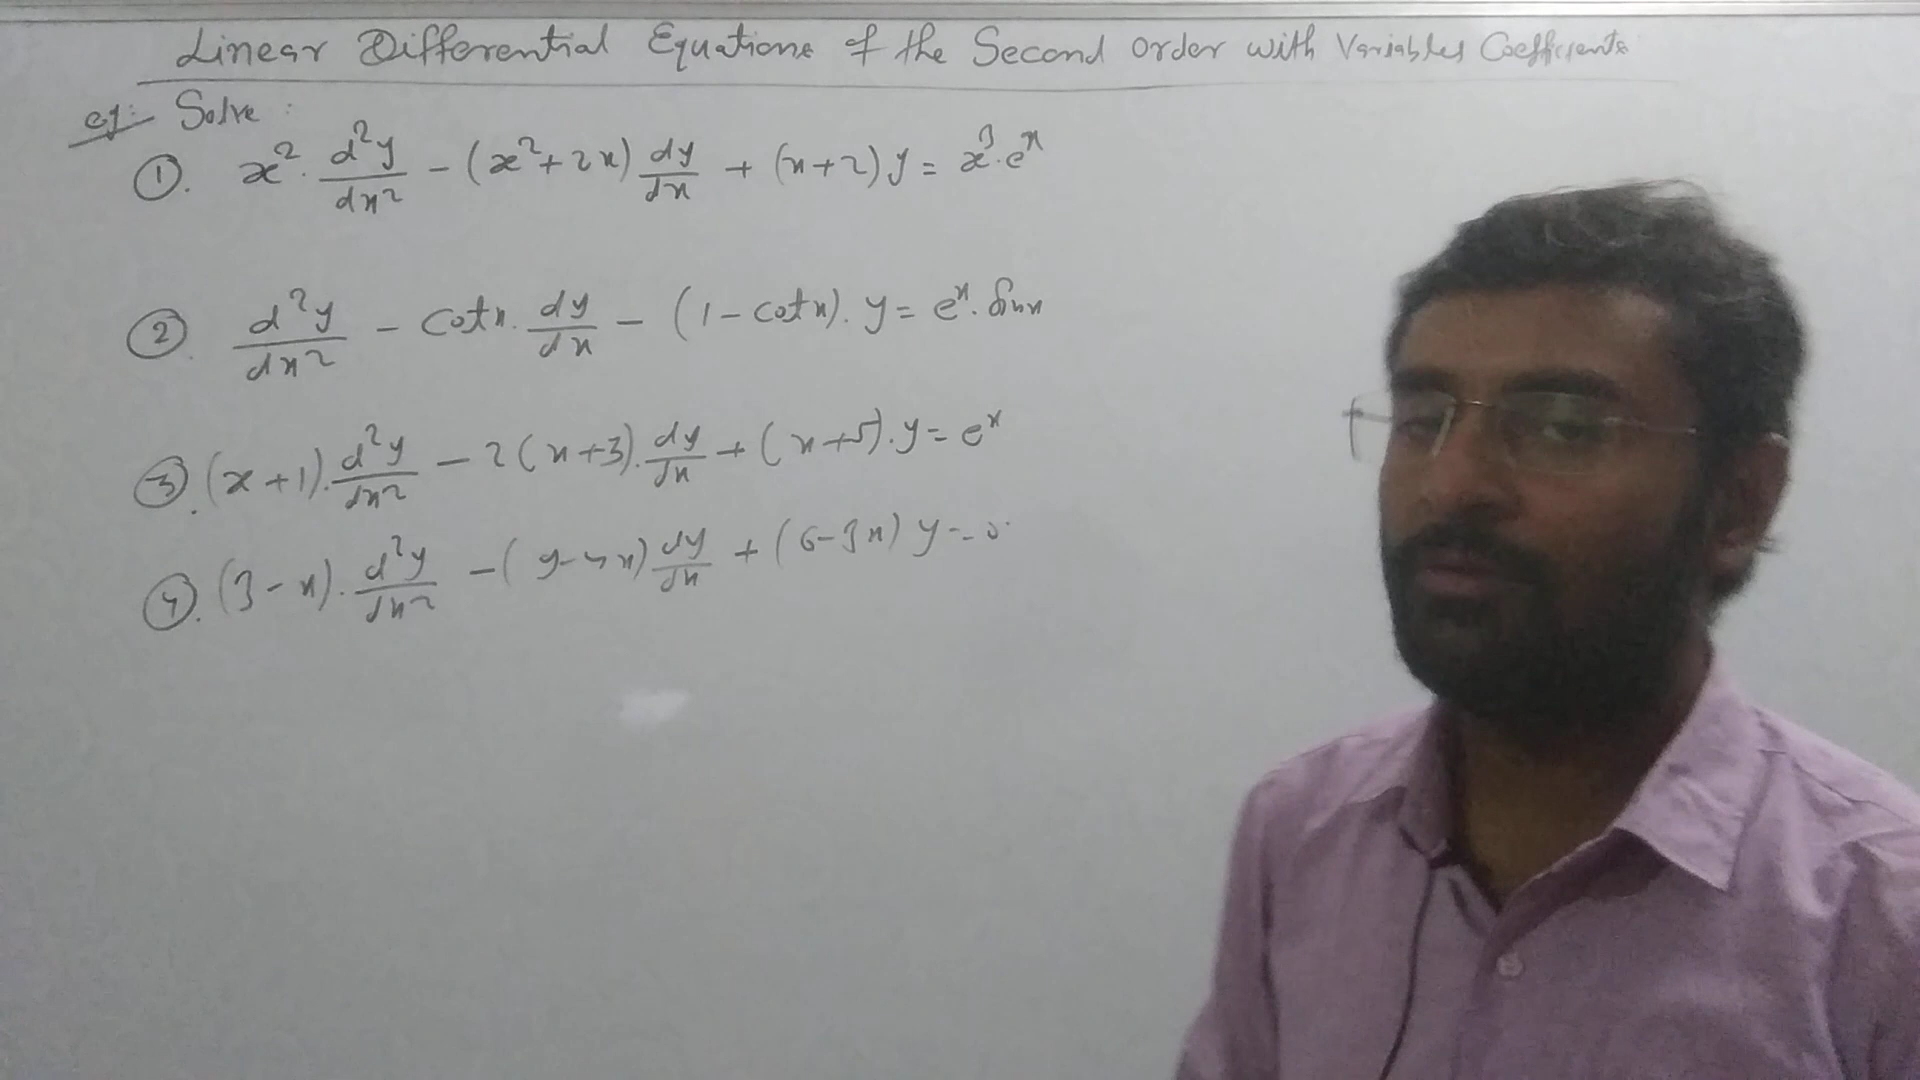 Linear Differential Equations of the Second Order with Variables Coefficients
eg:- Solve :
①. x². d²y/dx² - (x²+2x) dy/dx + (x+2) y = x³.eˣ
②. d²y/dx² - cotx. dy/dx - (1-cotx). y = eˣ. sinx
③. (x+1). d²y/dx² - 2(x+3). dy/dx + (x+5). y = eˣ
④. (3-x). d²y/dx² - (9-4x) dy/dx + (6-3x) y = 0.